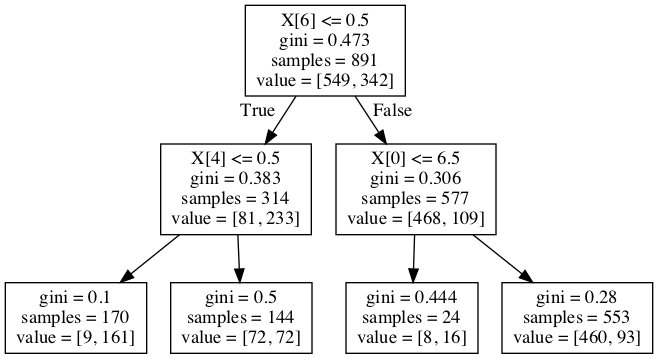 X[6] <= 0.5
gini = 0.473
samples = 891
value = [549, 342]
True
False
X[4] <= 0.5
gini = 0.383
samples = 314
value = [81, 233]
X[0] <= 6.5
gini = 0.306
samples = 577
value = [468, 109]
gini = 0.1
samples = 170
value = [9, 161]
gini = 0.5
samples = 144
value = [72, 72]
gini = 0.444
samples = 24
value = [8, 16]
gini = 0.28
samples = 553
value = [460, 93]